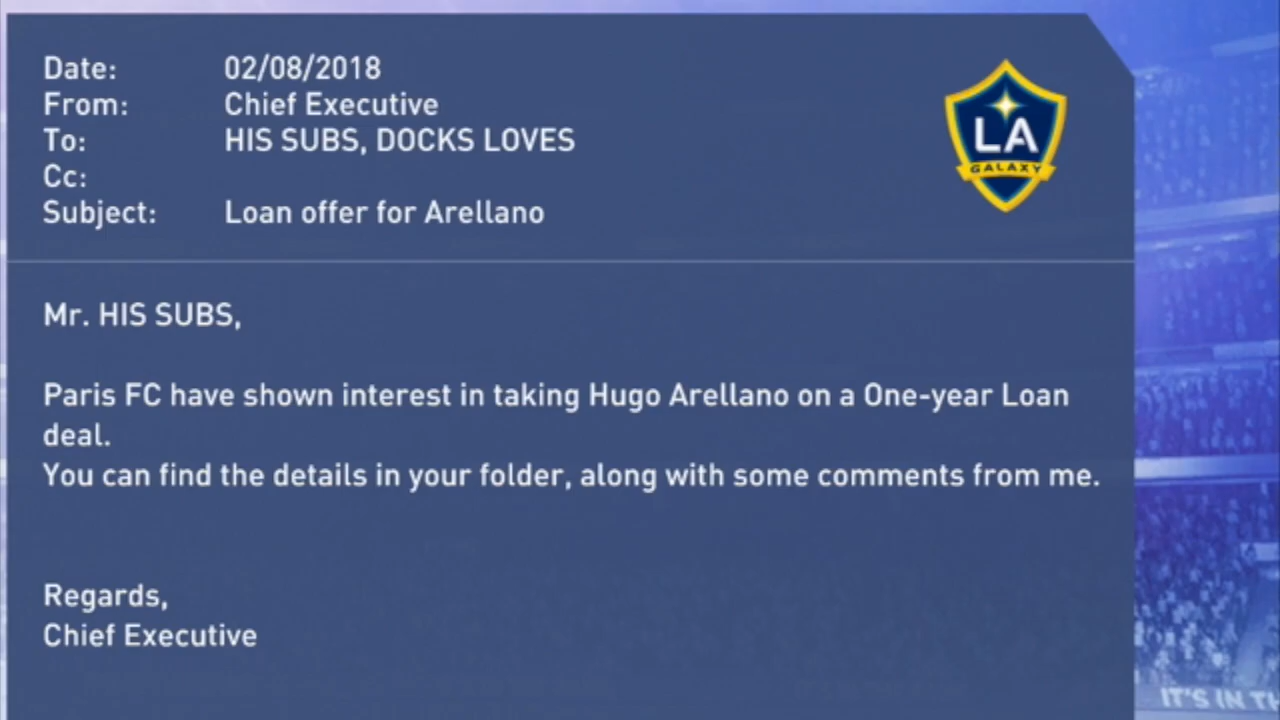 Date: 02/08/2018
From: Chief Executive
To: HIS SUBS, DOCKS LOVES
Cc:
Subject: Loan offer for Arellano
LA
GALAXY
Mr. HIS SUBS,
Paris FC have shown interest in taking Hugo Arellano on a One-year Loan
deal.
You can find the details in your folder, along with some comments from me.
Regards,
Chief Executive
IT'S IN